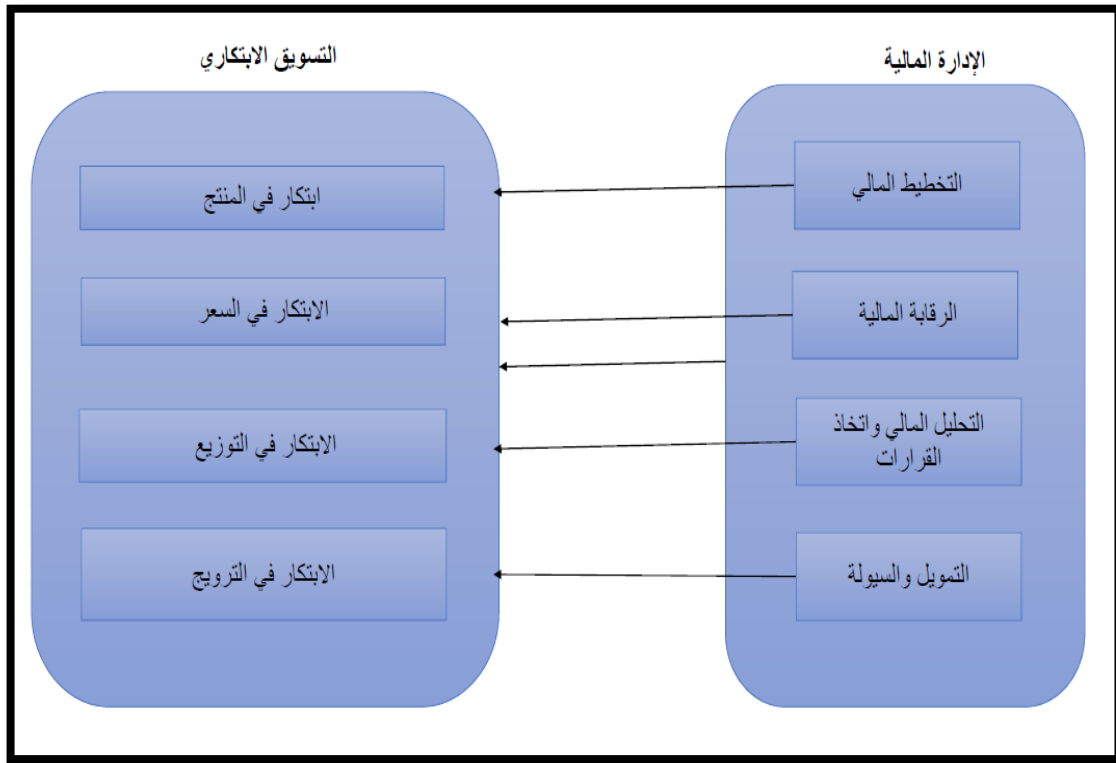 الإدارة المالية
التخطيط المالي
الرقابة المالية
التحليل المالي واتخاذ
القرارات
التمويل والسيولة
التسويق الابتكاري
ابتكار في المنتج
الابتكار في السعر
الابتكار في التوزيع
الابتكار في الترويج